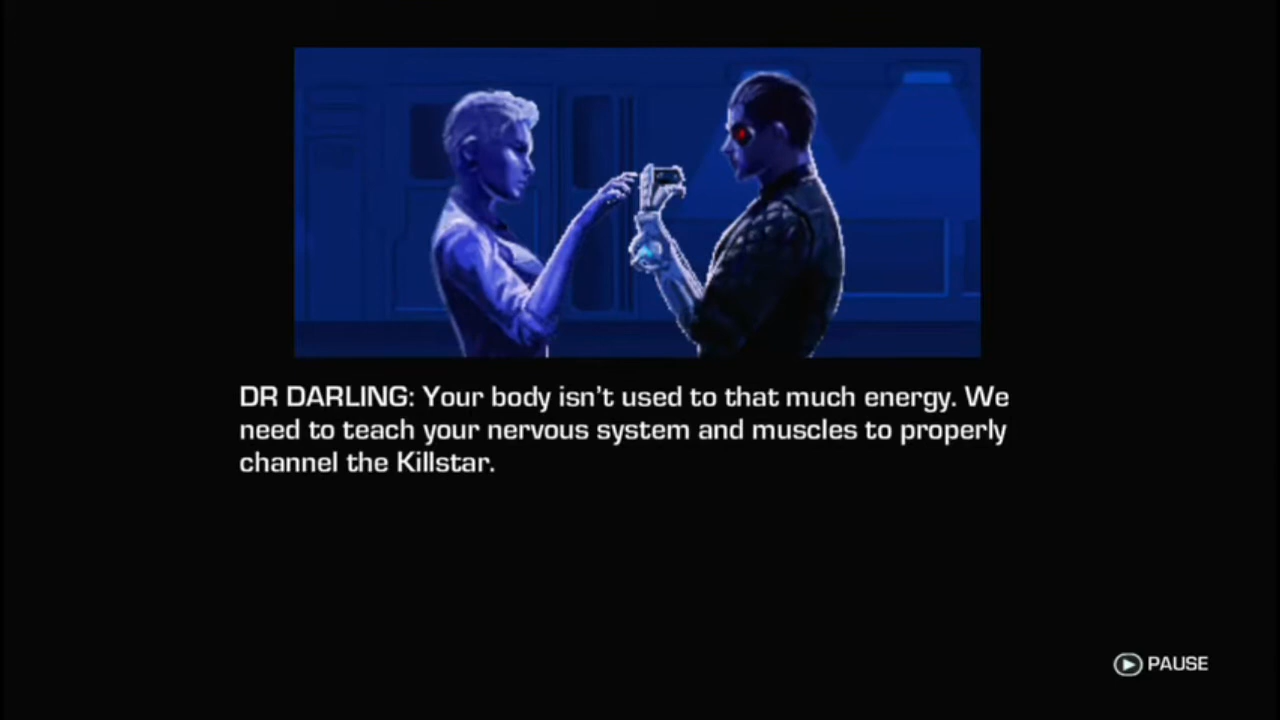 DR DARLING: Your body isn't used to that much energy. We
need to teach your nervous system and muscles to properly
channel the Killstar.
PAUSE